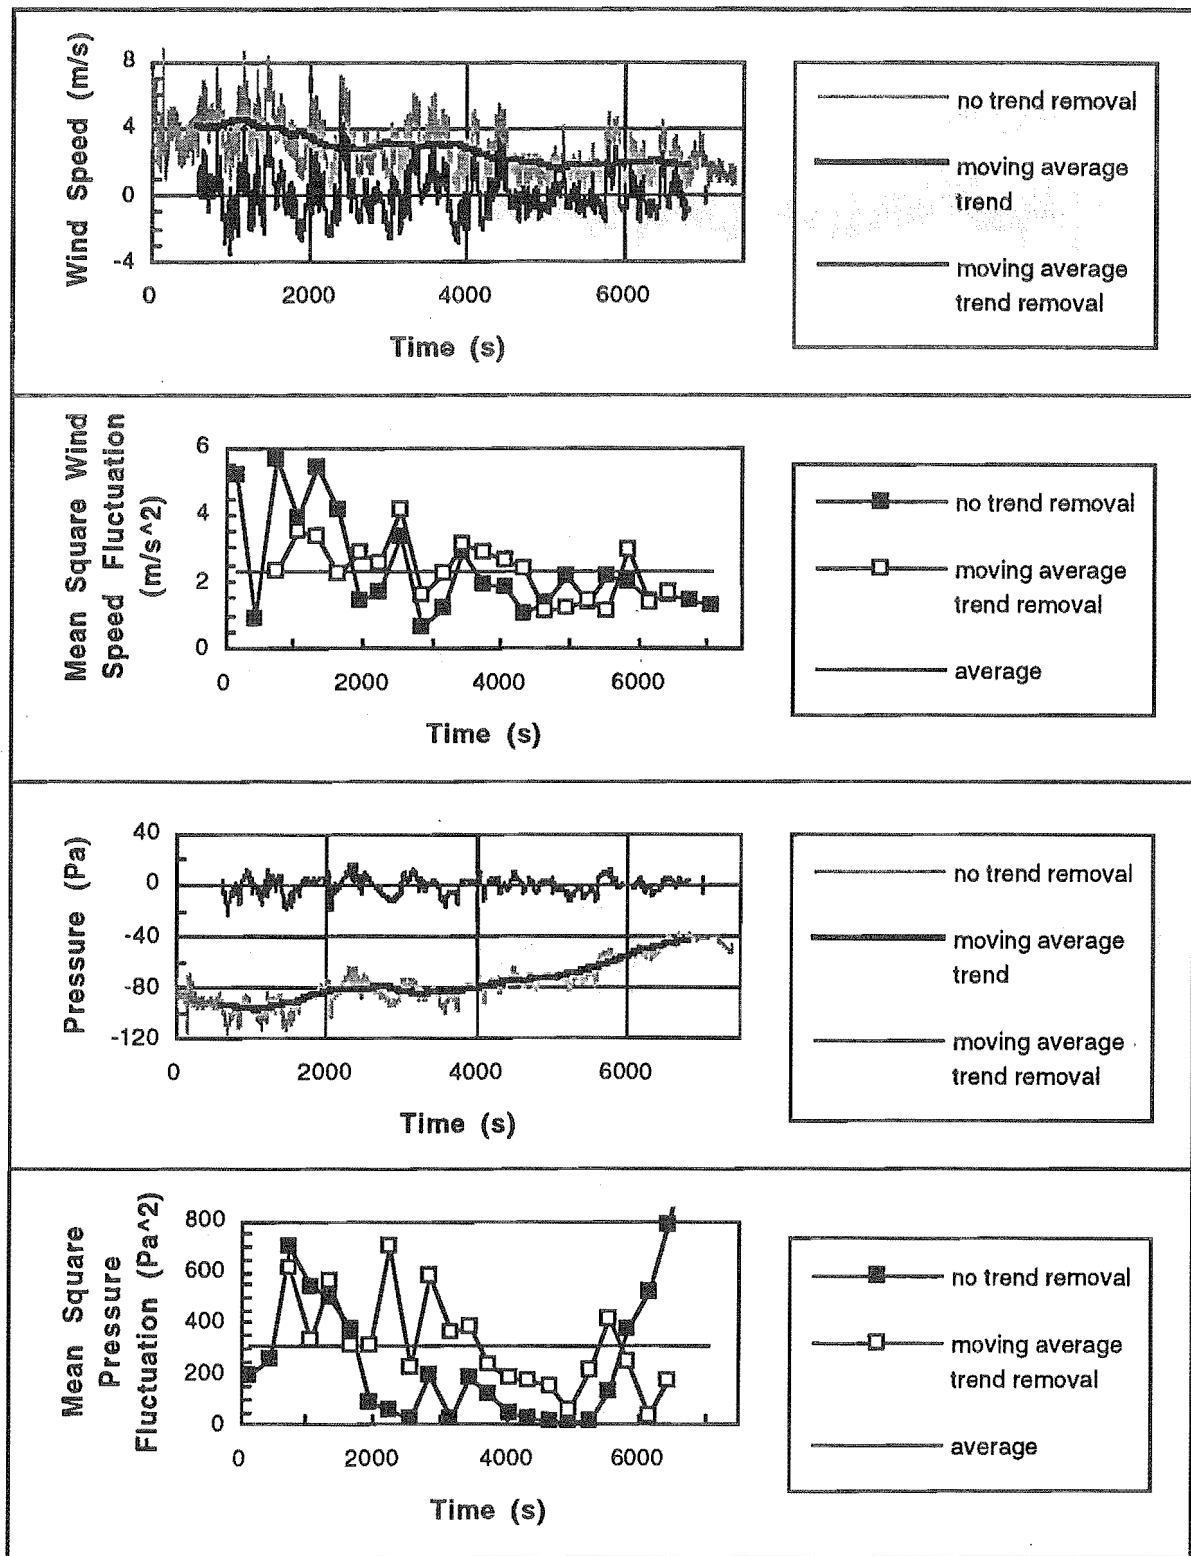 Wind Speed (m/s)
8
4
0
-4
0 2000 4000 6000
Time (s)
no trend removal
moving average
trend
moving average
trend removal
Mean Square Wind
Speed Fluctuation
(m/s^2)
6
4
2
0
0 2000 4000 6000
Time (s)
no trend removal
moving average
trend removal
average
Pressure (Pa)
40
0
-40
-80
-120
0 2000 4000 6000
Time (s)
no trend removal
moving average
trend
moving average
trend removal
Mean Square
Pressure
Fluctuation (Pa^2)
800
600
400
200
0
0 2000 4000 6000
Time (s)
no trend removal
moving average
trend removal
average